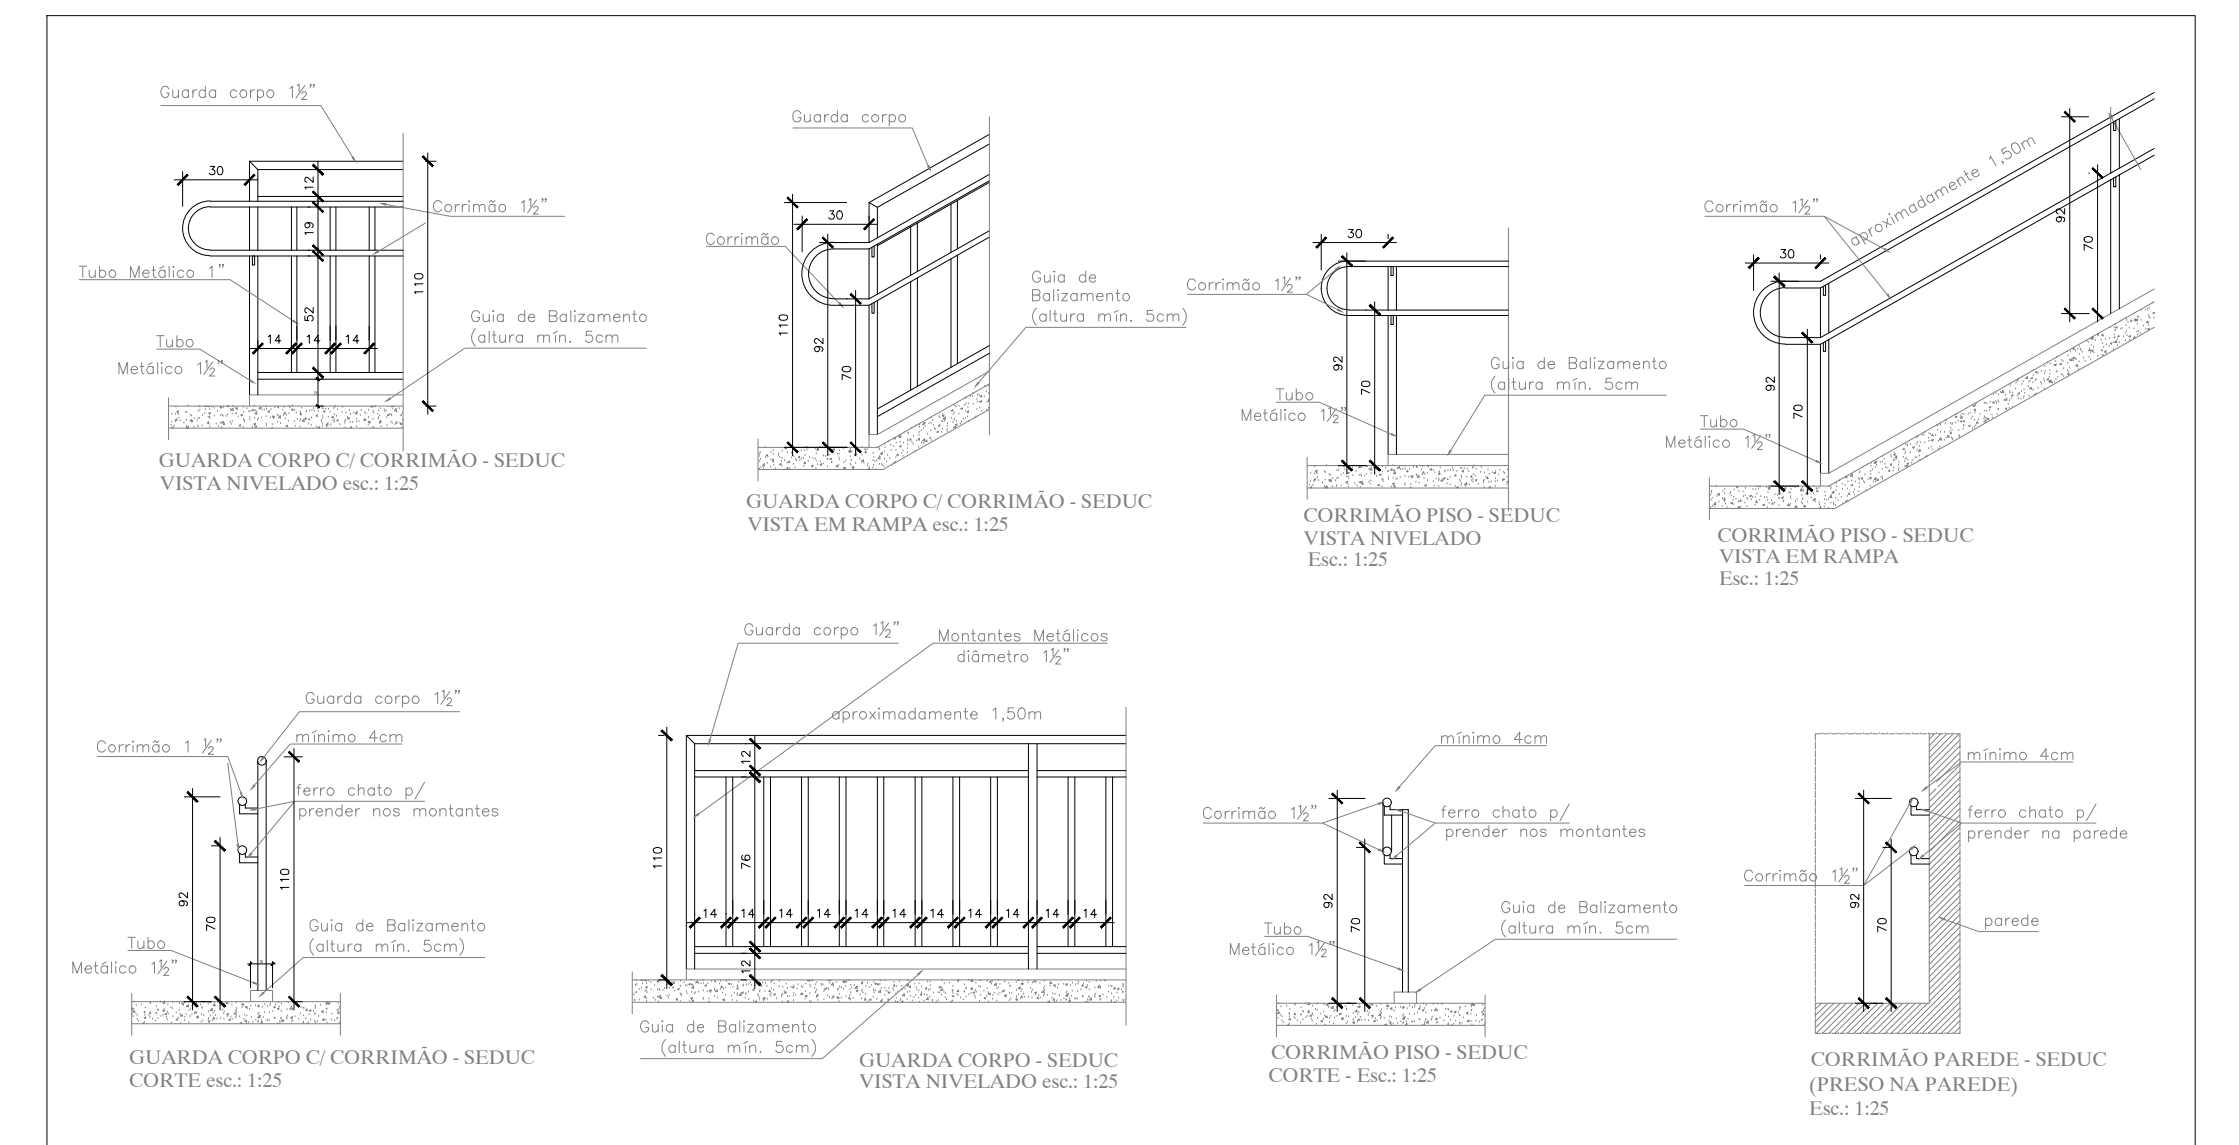 Guarda corpo 1½”
30
12
Corrimão 1½”
19
Tubo Metálico 1”
110
52
Guia de Balizamento
(altura mín. 5cm
14
14
14
Tubo
Metálico 1½”
GUARDA CORPO C/ CORRIMÃO - SEDUC
VISTA NIVELADO esc.: 1:25
Guarda corpo
30
Corrimão
Guia de
Balizamento
(altura mín. 5cm)
110
92
70
GUARDA CORPO C/ CORRIMÃO - SEDUC
VISTA EM RAMPA esc.: 1:25
30
Corrimão 1½”
92
70
Guia de Balizamento
(altura mín. 5cm
Tubo
Metálico 1½”
CORRIMÃO PISO - SEDUC
VISTA NIVELADO
Esc.: 1:25
aproximadamente 1,50m
Corrimão 1½”
92
70
30
92
70
Tubo
Metálico 1½”
CORRIMÃO PISO - SEDUC
VISTA EM RAMPA
Esc.: 1:25
Guarda corpo 1½”
Corrimão 1 ½”
mínimo 4cm
ferro chato p/
prender nos montantes
92
70
110
Guia de Balizamento
(altura mín. 5cm)
Tubo
Metálico 1½”
GUARDA CORPO C/ CORRIMÃO - SEDUC
CORTE esc.: 1:25
Guarda corpo 1½”
Montantes Metálicos
diâmetro 1½”
aproximadamente 1,50m
12
110
76
14
14
14
14
14
14
14
14
14
14
14
12
Guia de Balizamento
(altura mín. 5cm)
GUARDA CORPO - SEDUC
VISTA NIVELADO esc.: 1:25
mínimo 4cm
Corrimão 1½”
ferro chato p/
prender nos montantes
92
70
Guia de Balizamento
(altura mín. 5cm
Tubo
Metálico 1½”
CORRIMÃO PISO - SEDUC
CORTE - Esc.: 1:25
mínimo 4cm
ferro chato p/
prender na parede
Corrimão 1½”
92
70
parede
CORRIMÃO PAREDE - SEDUC
(PRESO NA PAREDE)
Esc.: 1:25